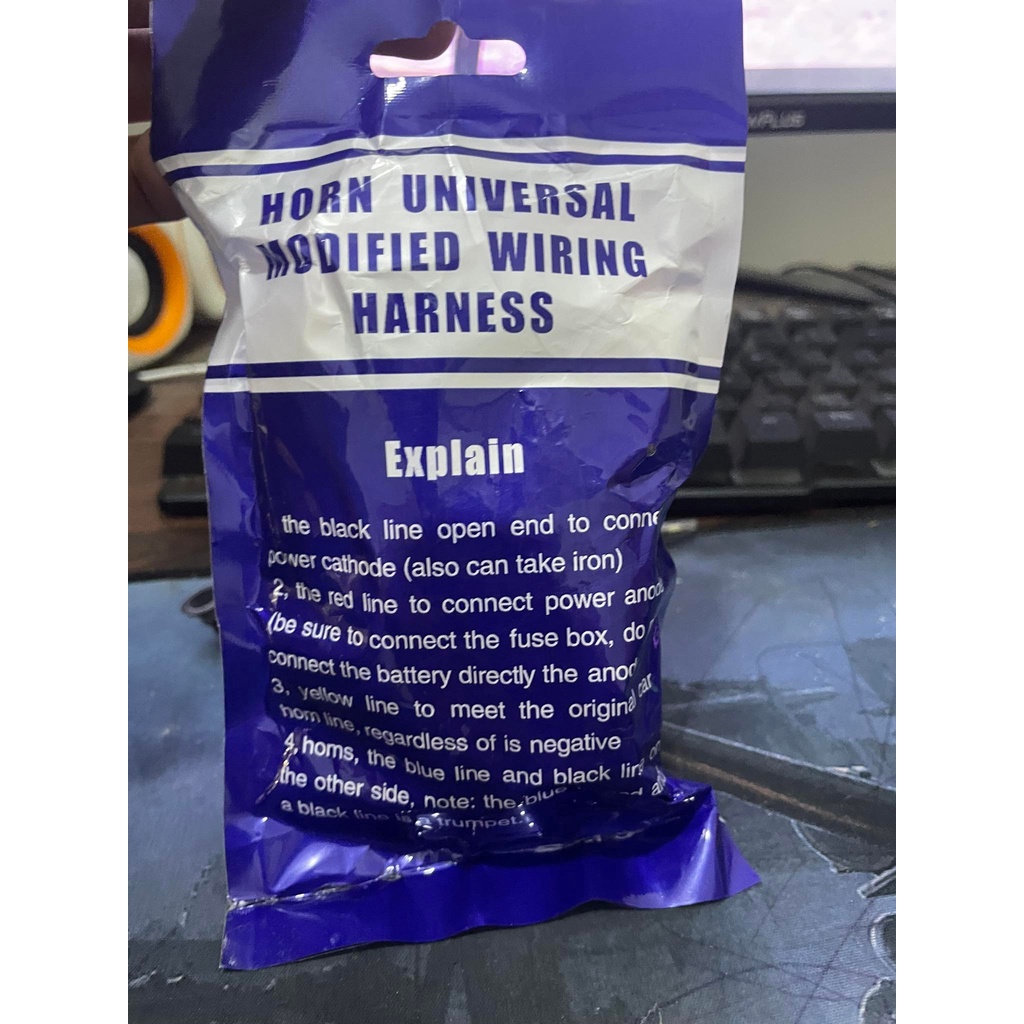 HORN UNIVERSAL
MODIFIED WIRING
HARNESS
Explain
the black line open end to conne
power cathode (also can take iron)
2, the red line to connect power anod
(be sure to connect the fuse box, do
connect the battery directly the anod
3, yellow line to meet the original car
horn line, regardless of is negative
4, horns, the blue line and black line on
the other side, note: the blue
a black line is a trumpet.
PLUS